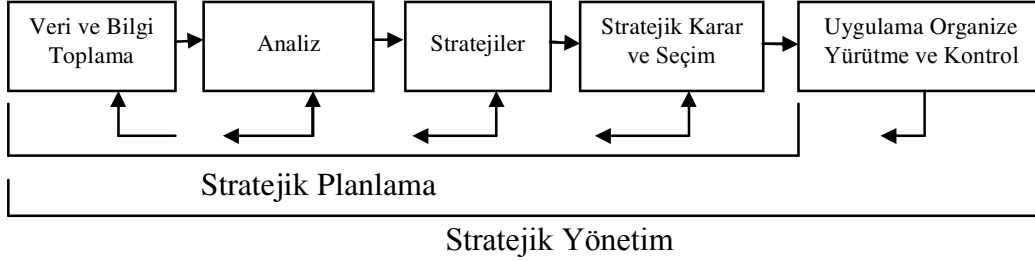 Veri ve Bilgi
Toplama
Analiz
Stratejiler
Stratejik Karar
ve Seçim
Uygulama Organize
Yürütme ve Kontrol
Stratejik Planlama
Stratejik Yönetim